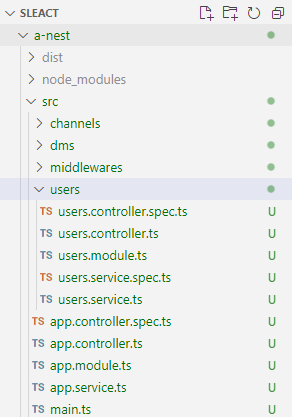 SLEACT
a-nest
dist
node_modules
src
channels
dms
middlewares
users
TS users.controller.spec.ts U
TS users.controller.ts U
TS users.module.ts U
TS users.service.spec.ts U
TS users.service.ts U
TS app.controller.spec.ts U
TS app.controller.ts U
TS app.module.ts U
TS app.service.ts U
TS main.ts U